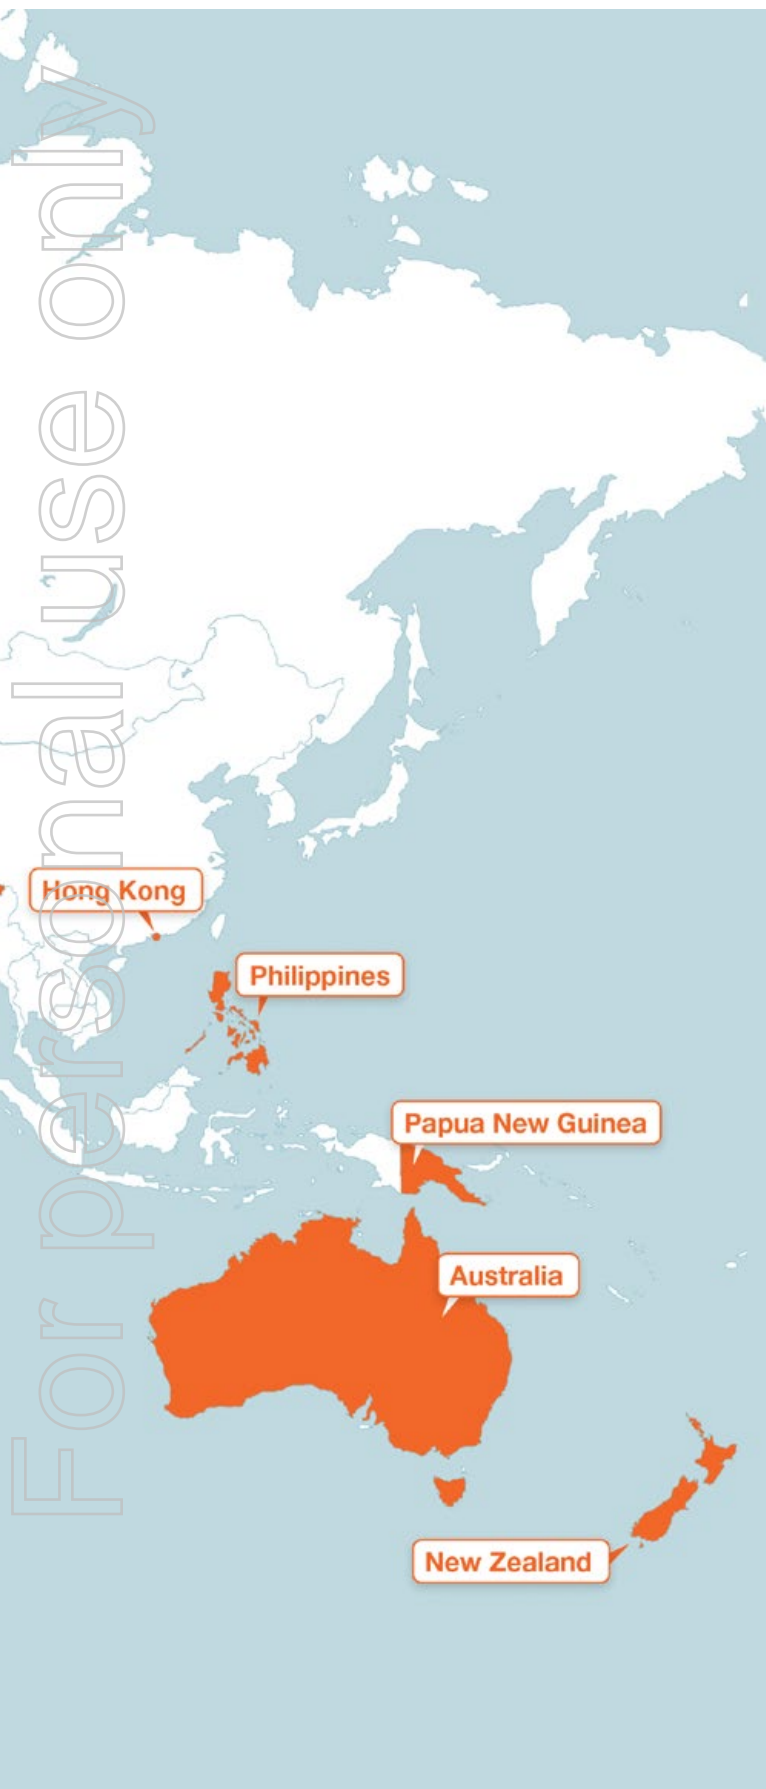 For personal use only
Hong Kong
Philippines
Papua New Guinea
Australia
New Zealand